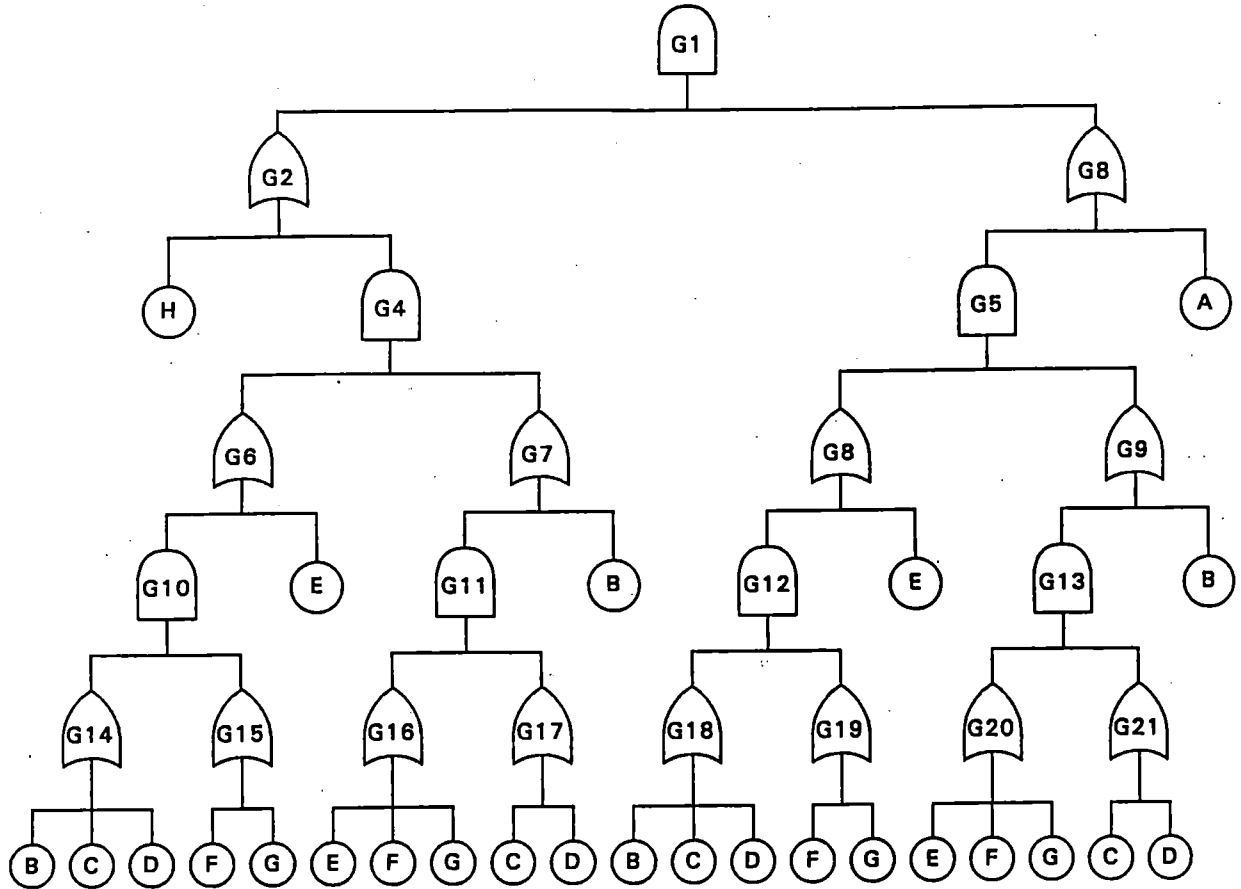 G1
G2 G8
H G4 G5 A
G6 G7 G8 G9
G10 E G11 B G12 E G13 B
G14 G15 G16 G17 G18 G19 G20 G21
B C D F G E F G C D B C D F G E F G C D